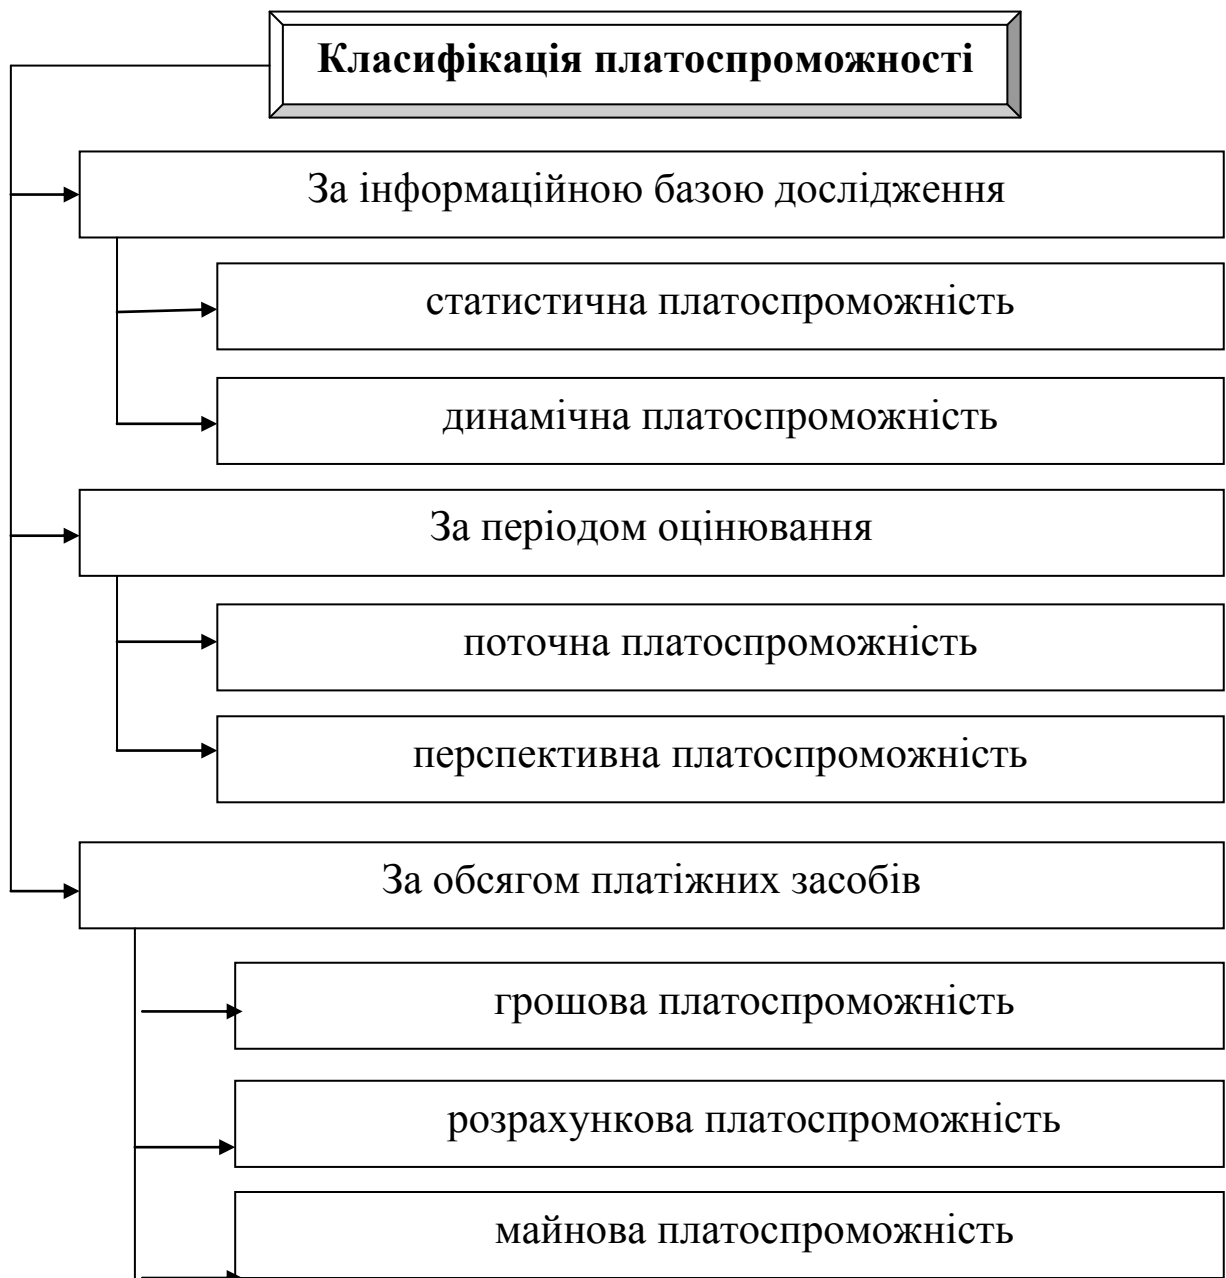 Класифікація платоспроможності
За інформаційною базою дослідження
статистична платоспроможність
динамічна платоспроможність
За періодом оцінювання
поточна платоспроможність
перспективна платоспроможність
За обсягом платіжних засобів
грошова платоспроможність
розрахункова платоспроможність
майнова платоспроможність